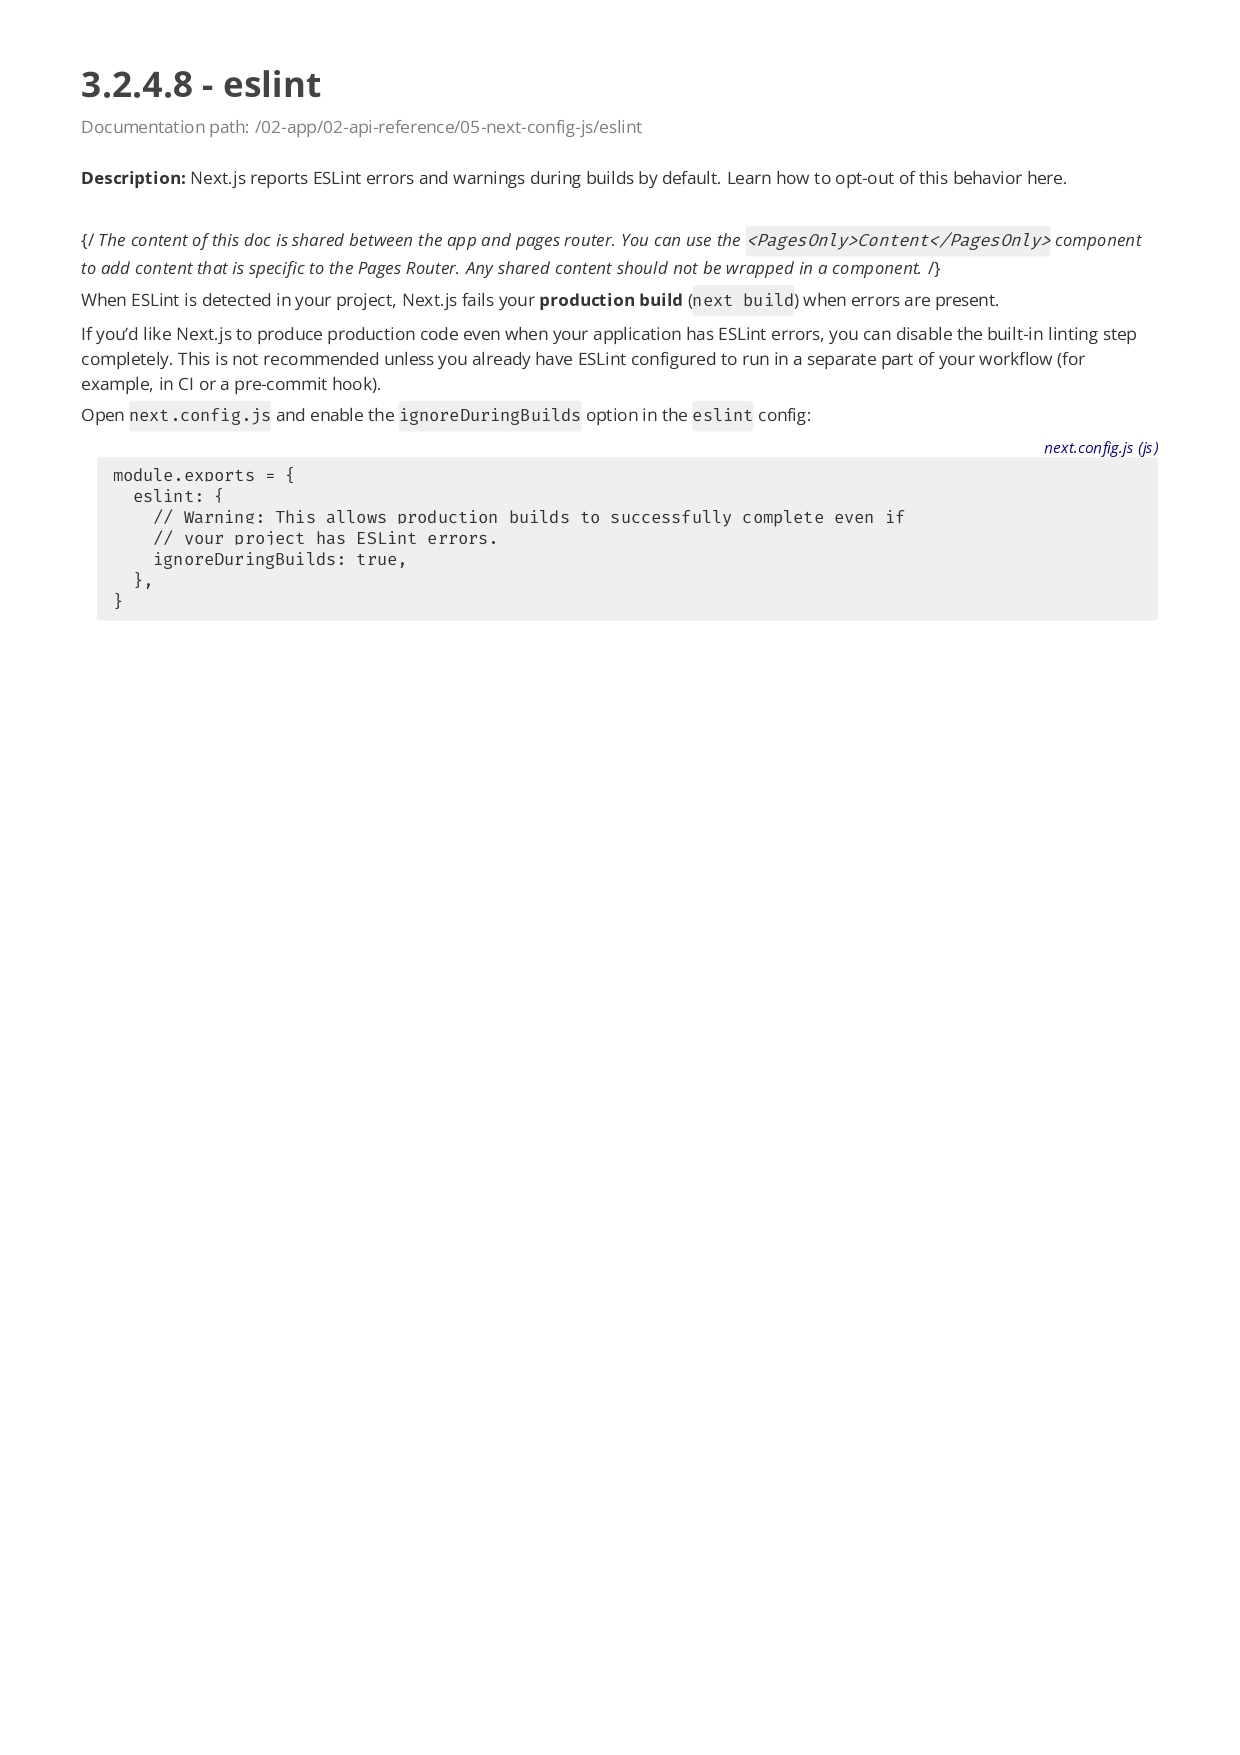 3.2.4.8 - eslint
Documentation path: /02-app/02-api-reference/05-next-config-js/eslint
Description: Next.js reports ESLint errors and warnings during builds by default. Learn how to opt-out of this behavior here.
{/ The content of this doc is shared between the app and pages router. You can use the <PagesOnly>Content</PagesOnly> component
to add content that is specific to the Pages Router. Any shared content should not be wrapped in a component. /}
When ESLint is detected in your project, Next.js fails your production build (next build) when errors are present.
If you’d like Next.js to produce production code even when your application has ESLint errors, you can disable the built-in linting step
completely. This is not recommended unless you already have ESLint configured to run in a separate part of your workflow (for
example, in CI or a pre-commit hook).
Open next.config.js and enable the ignoreDuringBuilds option in the eslint config:
next.config.js (js)
module.exports = {
  eslint: {
    // Warning: This allows production builds to successfully complete even if
    // your project has ESLint errors.
    ignoreDuringBuilds: true,
  },
}